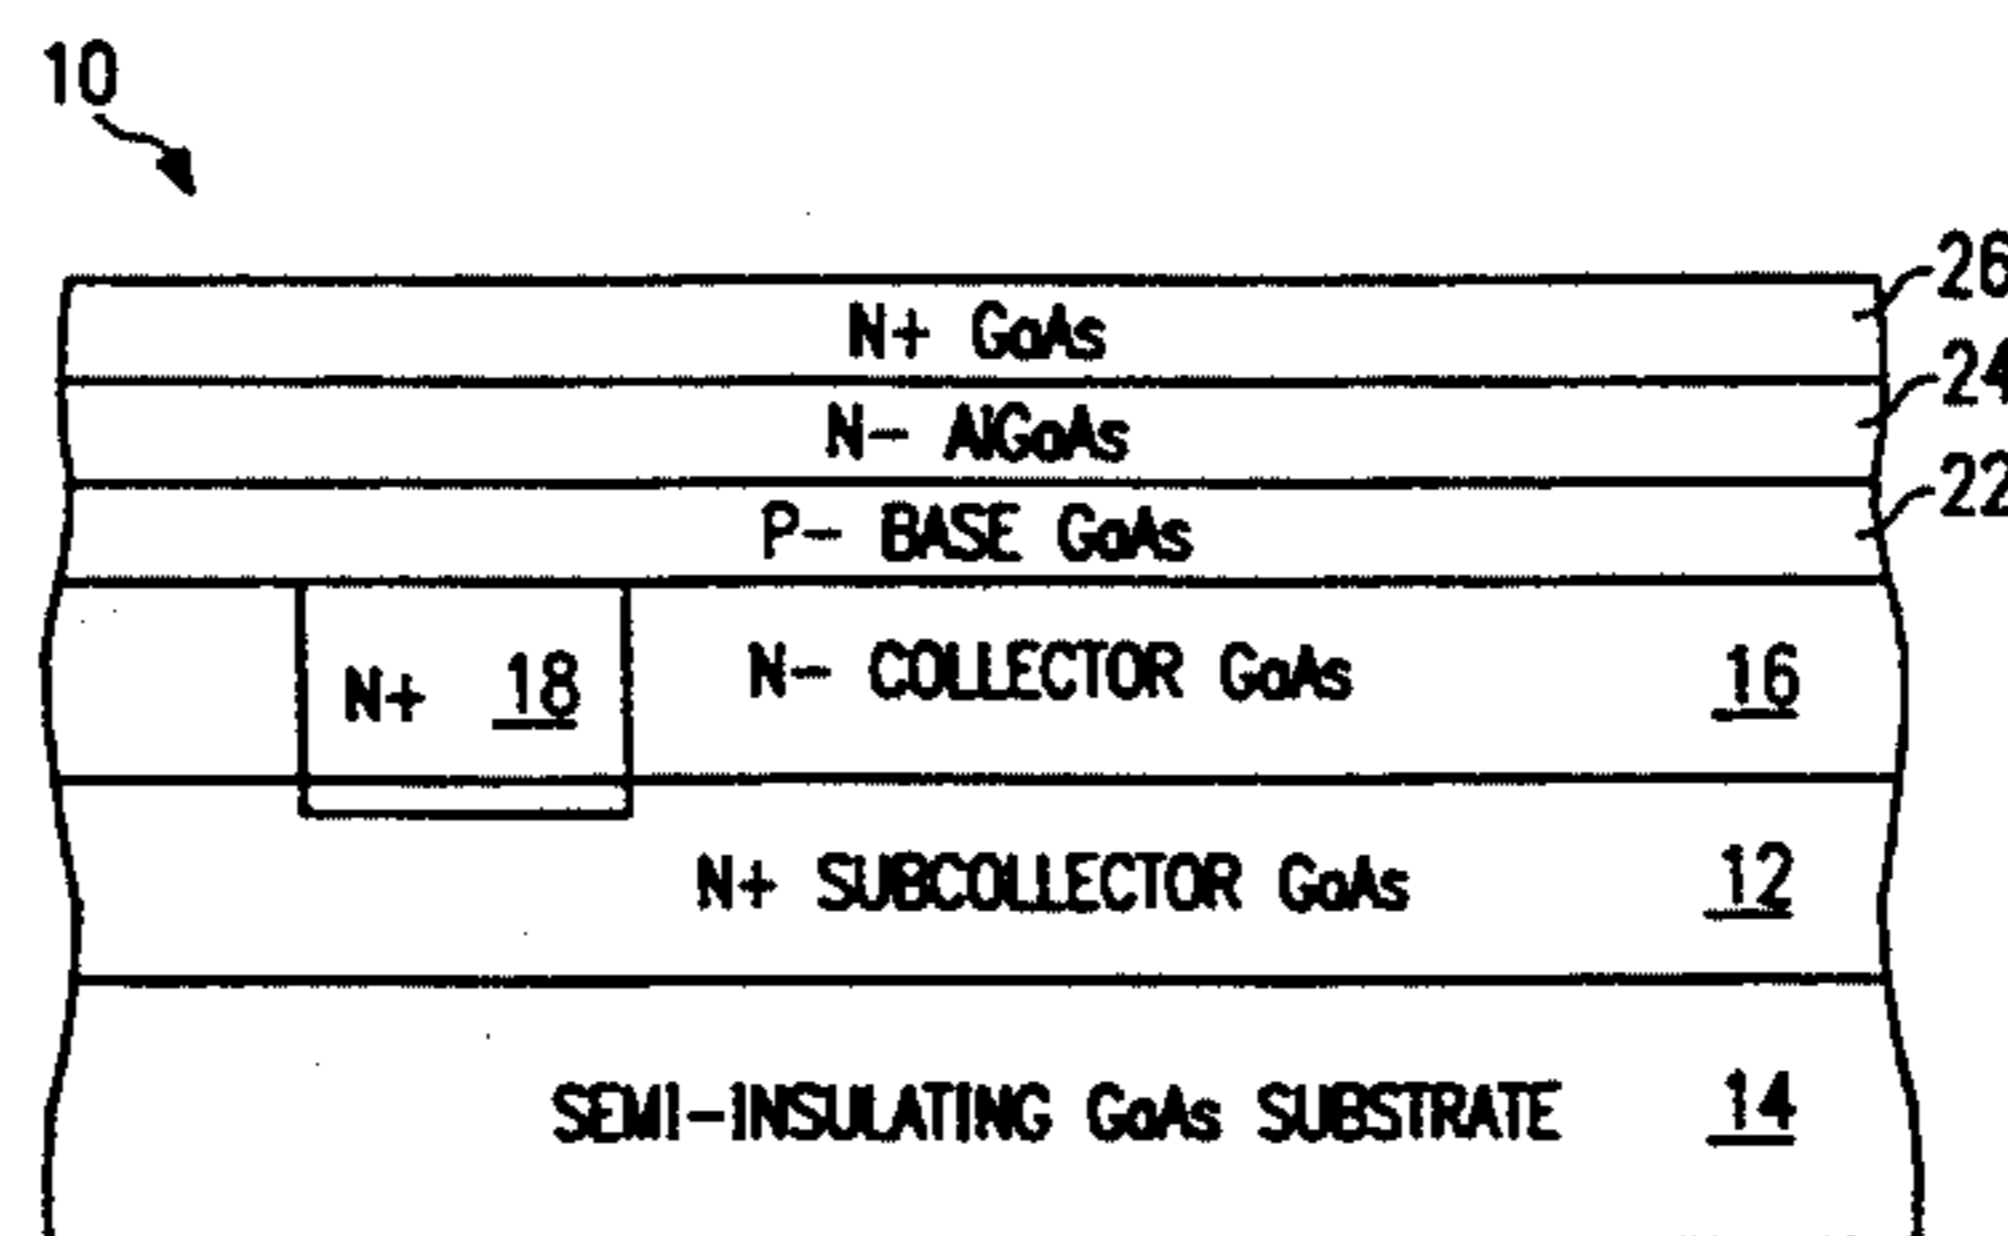 10
N+ GaAs 26
N- AlGaAs 24
P- BASE GaAs 22
N+ 18 N- COLLECTOR GaAs 16
N+ SUBCOLLECTOR GaAs 12
SEMI-INSULATING GaAs SUBSTRATE 14